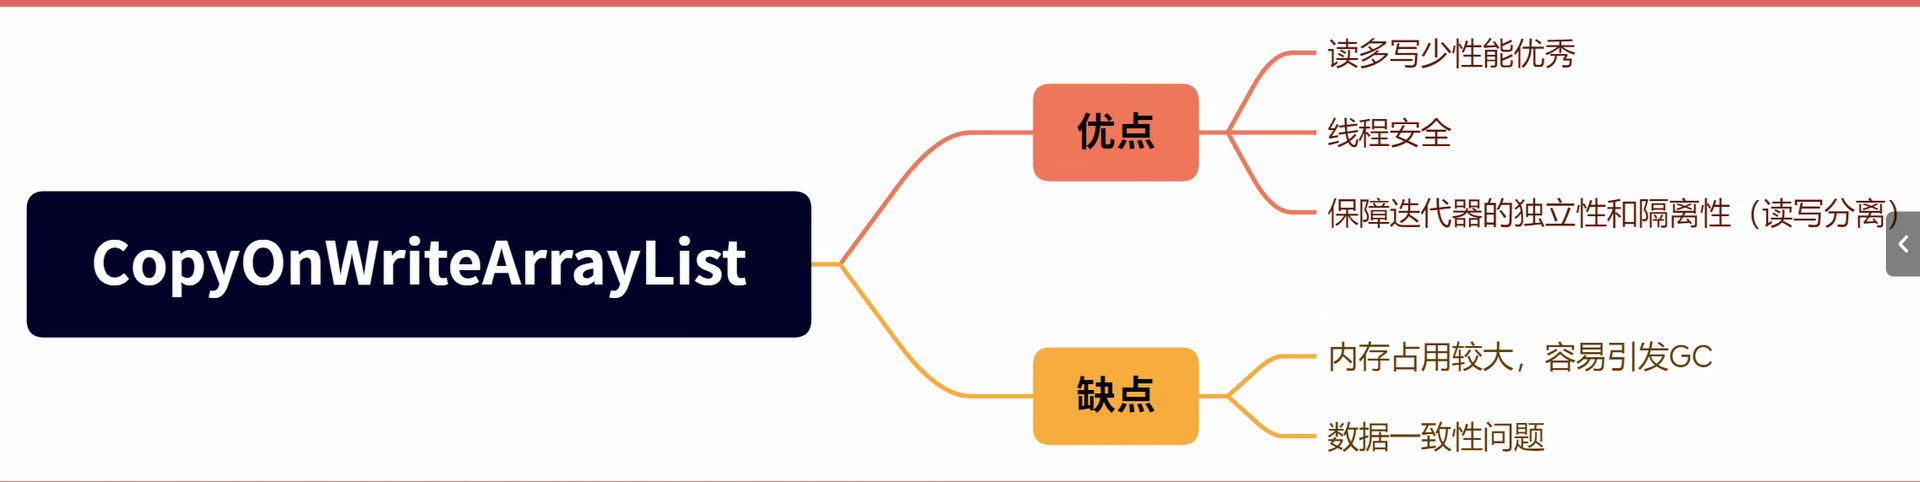 CopyOnWriteArrayList
优点
读多写少性能优秀
线程安全
保障迭代器的独立性和隔离性（读写分离）
缺点
内存占用较大，容易引发GC
数据一致性问题